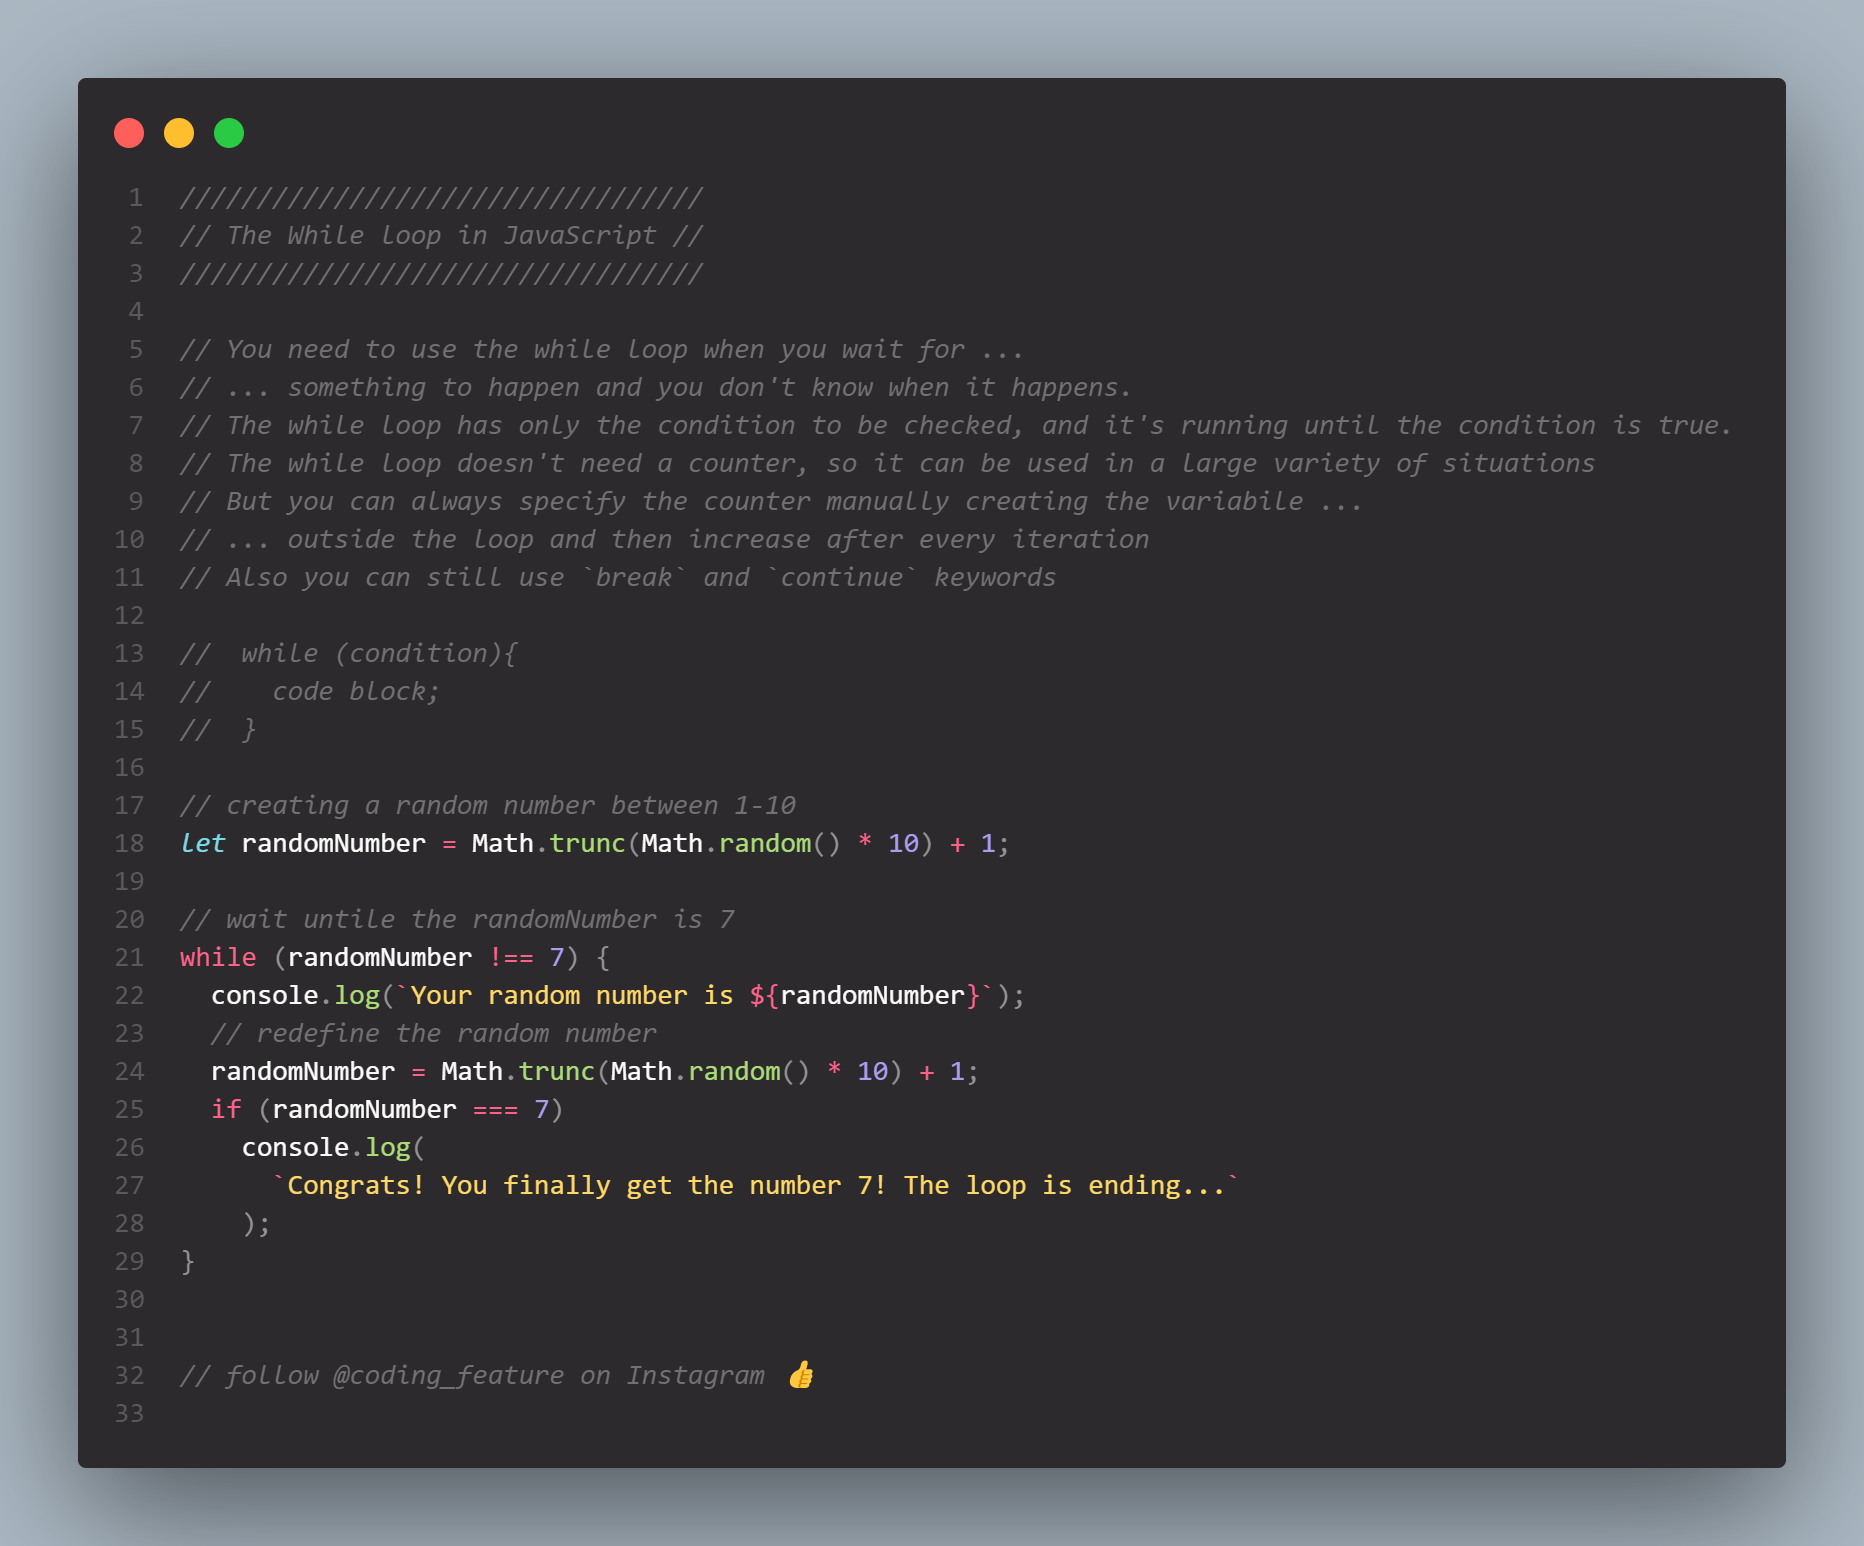 1 //////////////////////////////////
2 // The While loop in JavaScript //
3 //////////////////////////////////
4
5 // You need to use the while loop when you wait for ...
6 // ... something to happen and you don't know when it happens.
7 // The while loop has only the condition to be checked, and it's running until the condition is true.
8 // The while loop doesn't need a counter, so it can be used in a large variety of situations
9 // But you can always specify the counter manually creating the variabile ...
10 // ... outside the loop and then increase after every iteration
11 // Also you can still use `break` and `continue` keywords
12
13 //  while (condition){
14 //    code block;
15 //  }
16
17 // creating a random number between 1-10
18 let randomNumber = Math.trunc(Math.random() * 10) + 1;
19
20 // wait untile the randomNumber is 7
21 while (randomNumber !== 7) {
22   console.log(`Your random number is ${randomNumber}`);
23   // redefine the random number
24   randomNumber = Math.trunc(Math.random() * 10) + 1;
25   if (randomNumber === 7)
26     console.log(
27       `Congrats! You finally get the number 7! The loop is ending...`
28     );
29 }
30
31
32 // follow @coding_feature on Instagram 👍
33